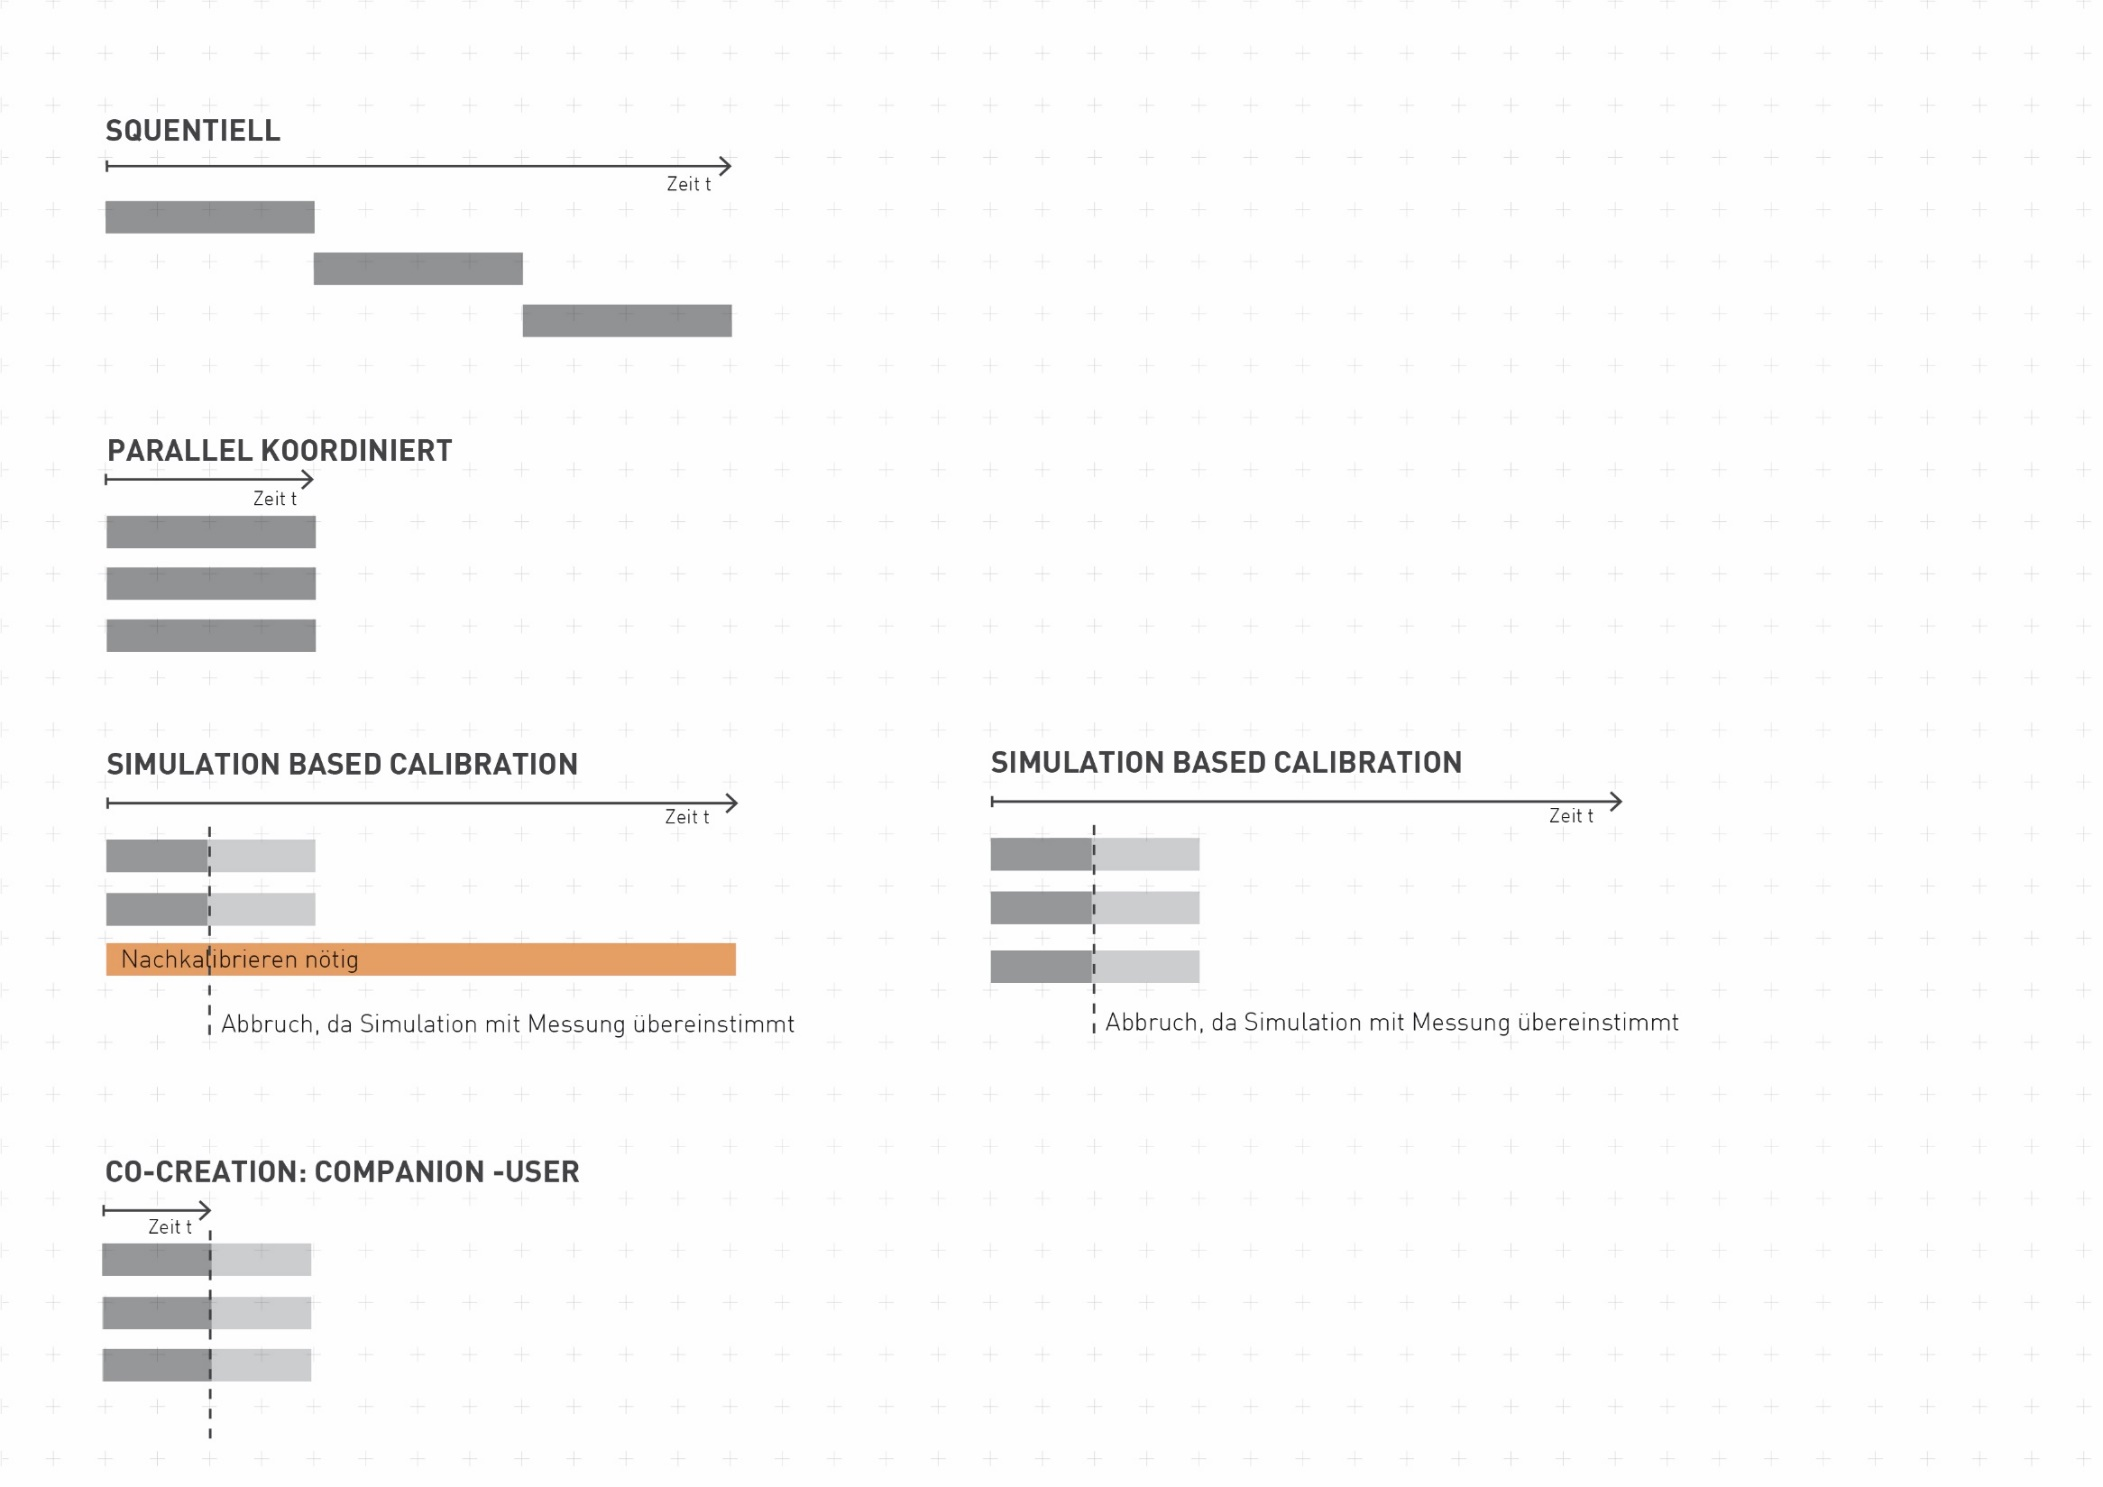 SQUENTIELL
Zeit t
PARALLEL KOORDINIERT
Zeit t
SIMULATION BASED CALIBRATION
Zeit t
Nachkalibrieren nötig
Abbruch, da Simulation mit Messung übereinstimmt
SIMULATION BASED CALIBRATION
Zeit t
Abbruch, da Simulation mit Messung übereinstimmt
CO-CREATION: COMPANION -USER
Zeit t